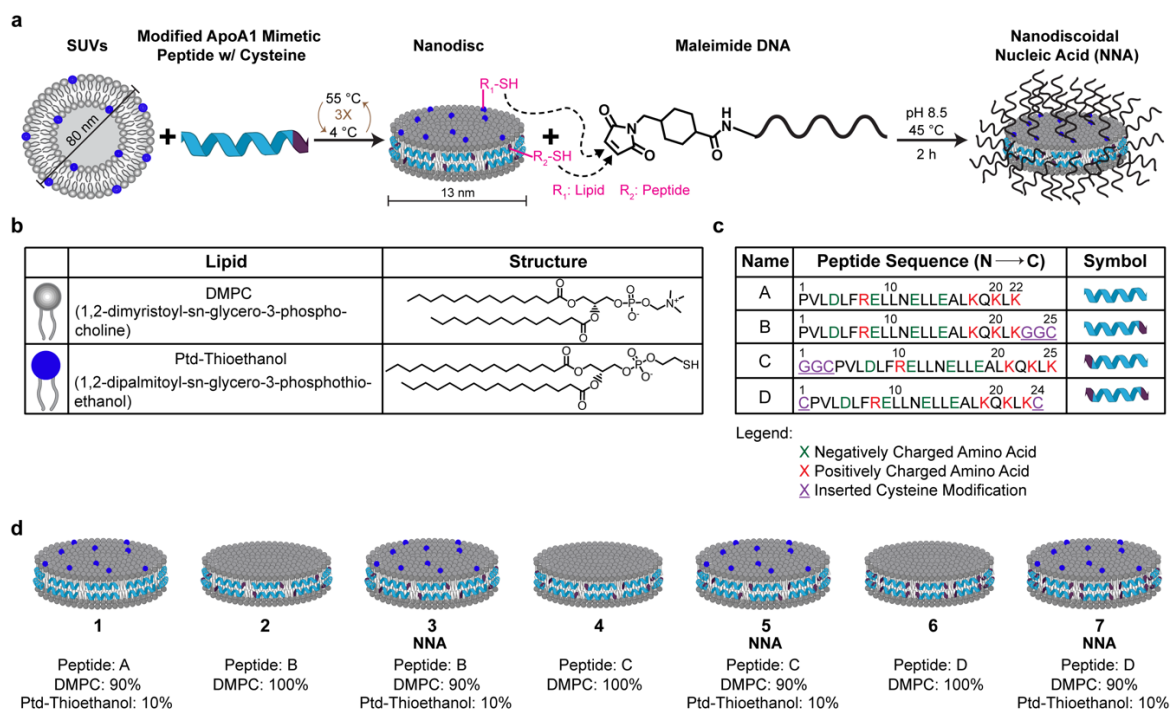 a
SUVs
Modified ApoA1 Mimetic
Peptide w/ Cysteine
Nanodisc
Maleimide DNA
Nanodiscoidal
Nucleic Acid (NNA)
80 nm
+
55 °C
3X
4 °C
R₁-SH
R₂-SH
13 nm
+
N
O
O
O
N
H
R₁: Lipid R₂: Peptide
pH 8.5
45 °C
2 h
b
Lipid Structure
DMPC
(1,2-dimyristoyl-sn-glycero-3-phospho-
choline)
O
O
O
O
O
P
O
O⁻
N⁺
Ptd-Thioethanol
(1,2-dipalmitoyl-sn-glycero-3-phosphothio-
ethanol)
O
O
O
O
O
P
O
O⁻
SH
c
Name Peptide Sequence (N ⟶ C) Symbol
1 10 20 22
A PVLDLFRELLNELLEALKQKLK
1 10 20 25
B PVLDLFRELLNELLEALKQKLKGGC
1 10 20 25
C GGCPVLDLFRELLNELLEALKQKLK
1 10 20 24
D CPVLDLFRELLNELLEALKQKLKC
Legend:
X Negatively Charged Amino Acid
X Positively Charged Amino Acid
X Inserted Cysteine Modification
d
1
Peptide: A
DMPC: 90%
Ptd-Thioethanol: 10%
2
Peptide: B
DMPC: 100%
3
NNA
Peptide: B
DMPC: 90%
Ptd-Thioethanol: 10%
4
Peptide: C
DMPC: 100%
5
NNA
Peptide: C
DMPC: 90%
Ptd-Thioethanol: 10%
6
Peptide: D
DMPC: 100%
7
NNA
Peptide: D
DMPC: 90%
Ptd-Thioethanol: 10%